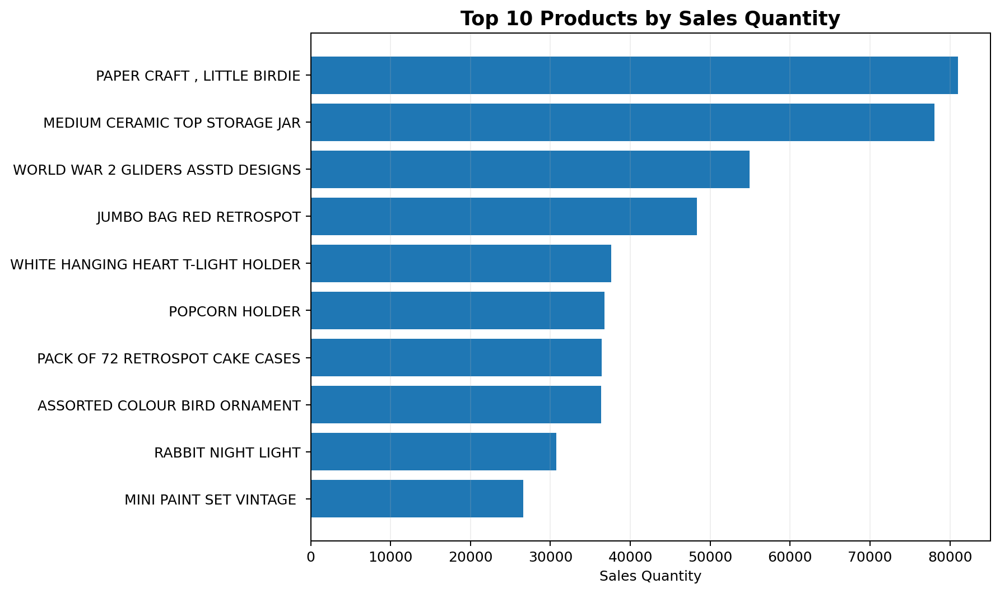 Top 10 Products by Sales Quantity
PAPER CRAFT , LITTLE BIRDIE
MEDIUM CERAMIC TOP STORAGE JAR
WORLD WAR 2 GLIDERS ASSTD DESIGNS
JUMBO BAG RED RETROSPOT
WHITE HANGING HEART T-LIGHT HOLDER
POPCORN HOLDER
PACK OF 72 RETROSPOT CAKE CASES
ASSORTED COLOUR BIRD ORNAMENT
RABBIT NIGHT LIGHT
MINI PAINT SET VINTAGE
0 10000 20000 30000 40000 50000 60000 70000 80000
Sales Quantity